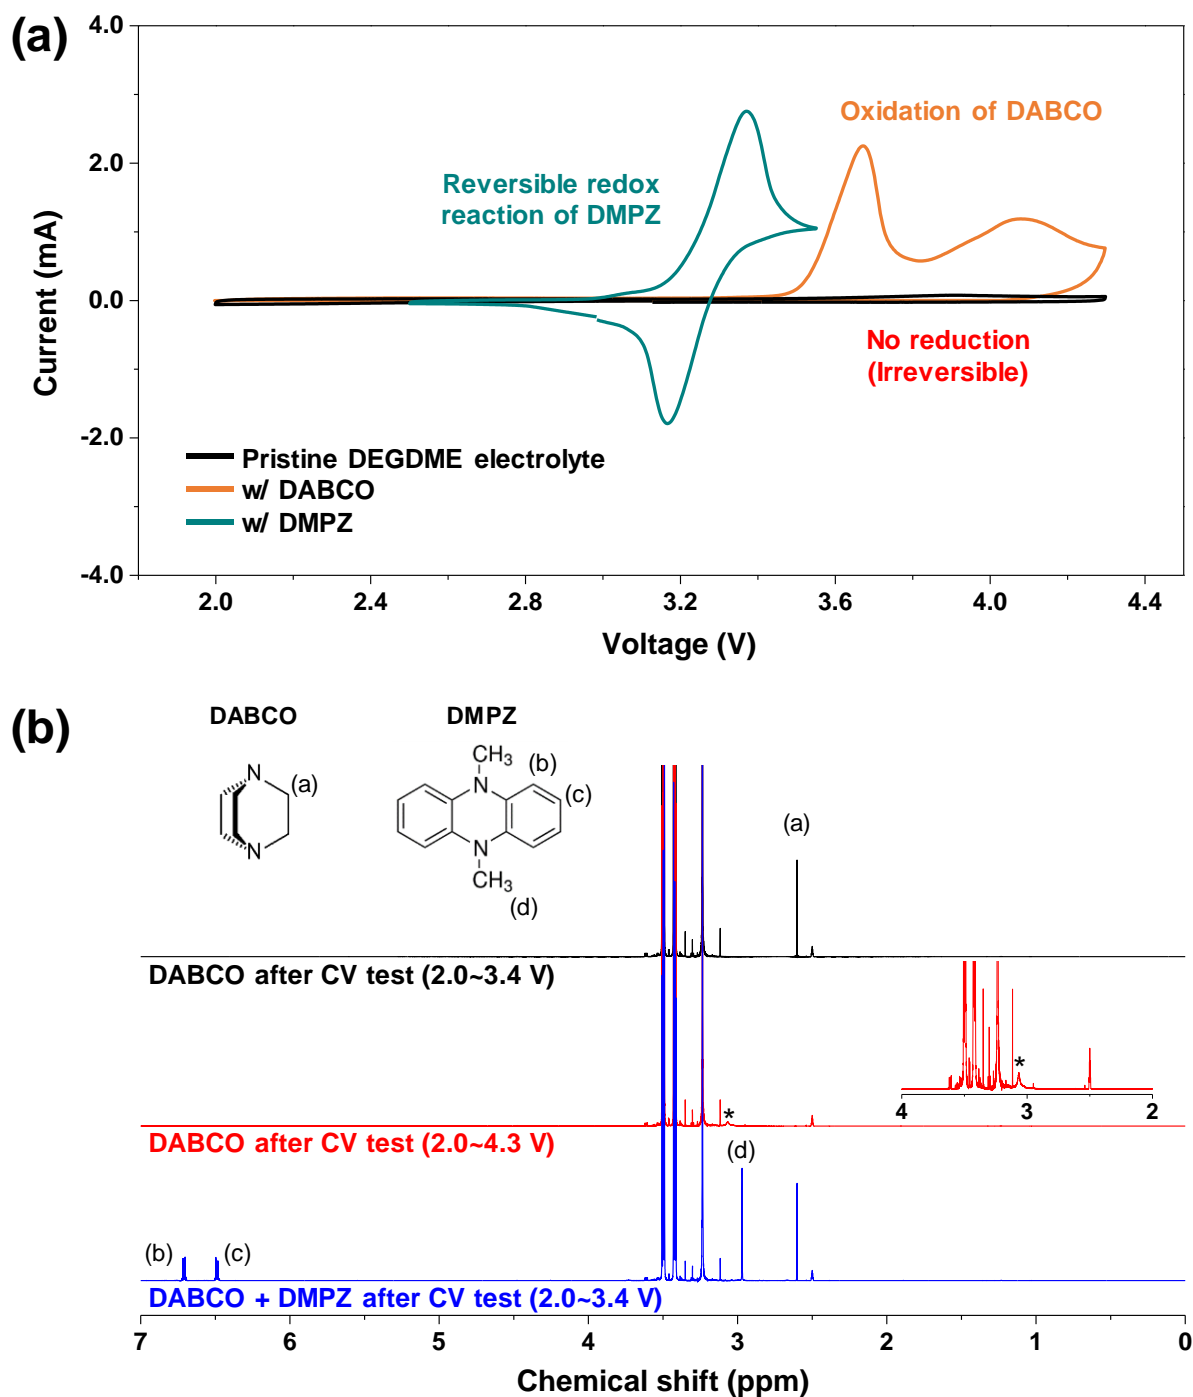 (a)
4.0
2.0
0.0
-2.0
-4.0
Current (mA)
Oxidation of DABCO
Reversible redox
reaction of DMPZ
No reduction
(Irreversible)
Pristine DEGDME electrolyte
w/ DABCO
w/ DMPZ
2.0 2.4 2.8 3.2 3.6 4.0 4.4
Voltage (V)
(b)
DABCO DMPZ
N
(a)
N
CH3
(b)
N
(c)
N
CH3
(d)
(a)
DABCO after CV test (2.0~3.4 V)
*
4 3 2
*
DABCO after CV test (2.0~4.3 V)
(d)
(b) (c)
DABCO + DMPZ after CV test (2.0~3.4 V)
7 6 5 4 3 2 1 0
Chemical shift (ppm)